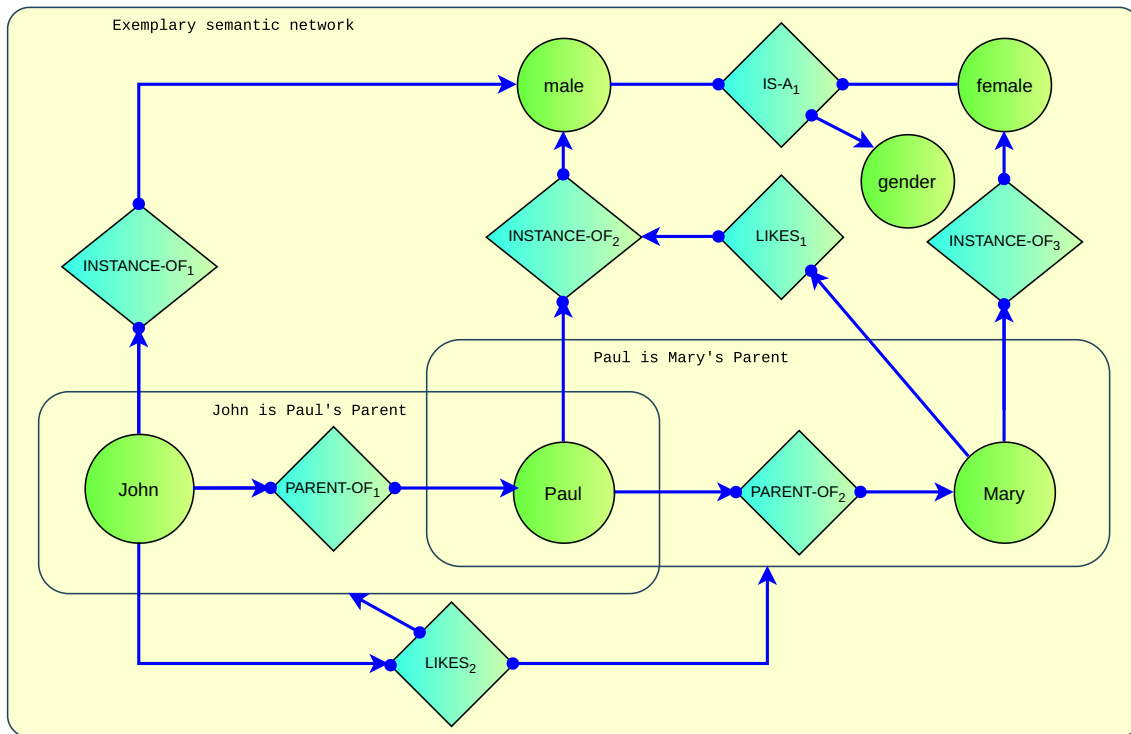 Exemplary semantic network
male
IS-A1
female
gender
INSTANCE-OF2
LIKES1
INSTANCE-OF3
INSTANCE-OF1
Paul is Mary's Parent
John is Paul's Parent
John
PARENT-OF1
Paul
PARENT-OF2
Mary
LIKES2